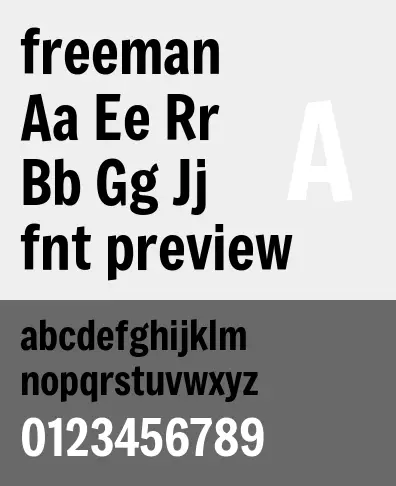 freeman
Aa Ee Rr
A
Bb Gg Jj
fnt preview
abcdefghijklm
nopqrstuvwxyz
0123456789